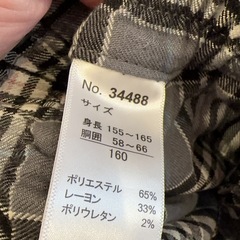 No. 34488
サイズ
身長 155～165
胴囲 58～66
160
ポリエステル 65%
レーヨン 33%
ポリウレタン 2%